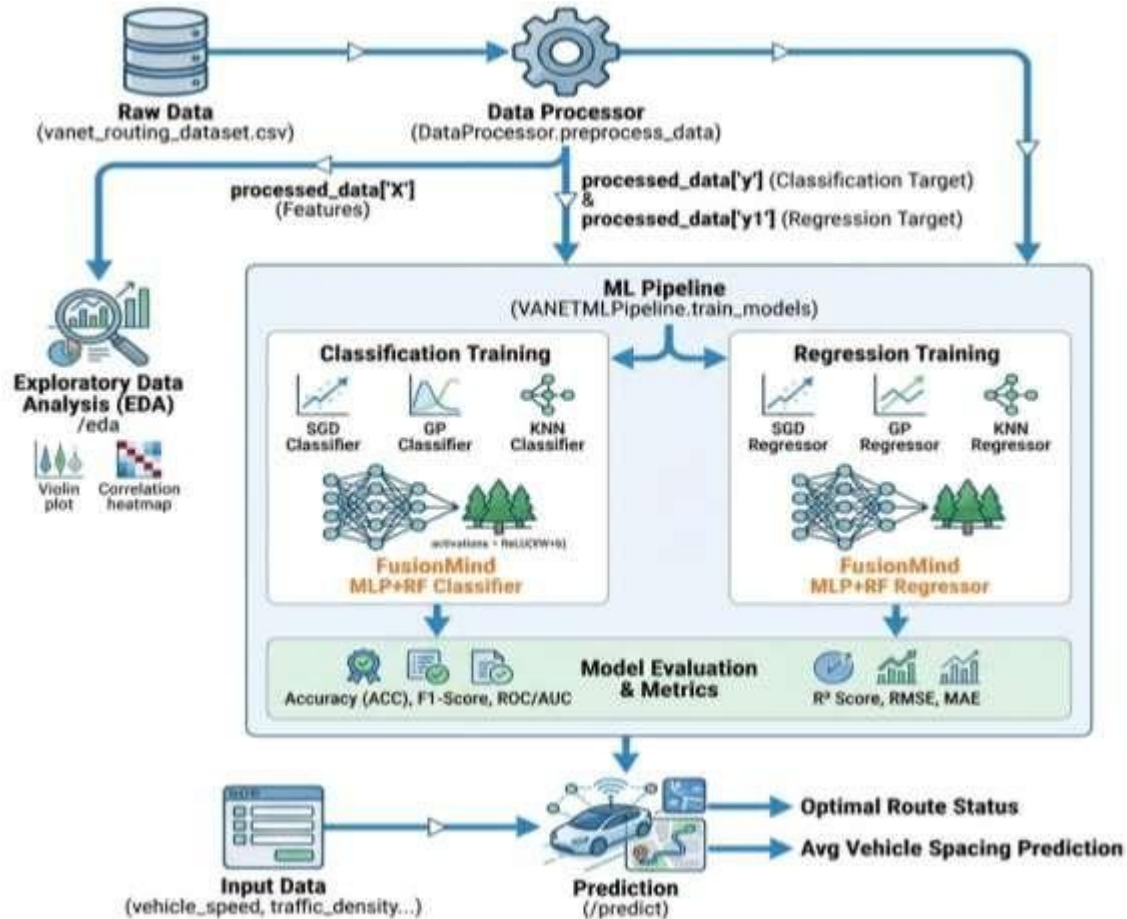 Raw Data
(vanet_routing_dataset.csv)
Data Processor
(DataProcessor.preprocess_data)
processed_data['X']
(Features)
processed_data['y'] (Classification Target)
&
processed_data['y1'] (Regression Target)
Exploratory Data
Analysis (EDA)
/eda
Violin
plot
Correlation
heatmap
ML Pipeline
(VANETMLPipeline.train_models)
Classification Training
SGD
Classifier
GP
Classifier
KNN
Classifier
activations = ReLU(XW+b)
FusionMind
MLP+RF Classifier
Regression Training
SGD
Regressor
GP
Regressor
KNN
Regressor
FusionMind
MLP+RF Regressor
Model Evaluation
& Metrics
Accuracy (ACC), F1-Score, ROC/AUC
R² Score, RMSE, MAE
Input Data
(vehicle_speed, traffic_density...)
Prediction
(/predict)
Optimal Route Status
Avg Vehicle Spacing Prediction